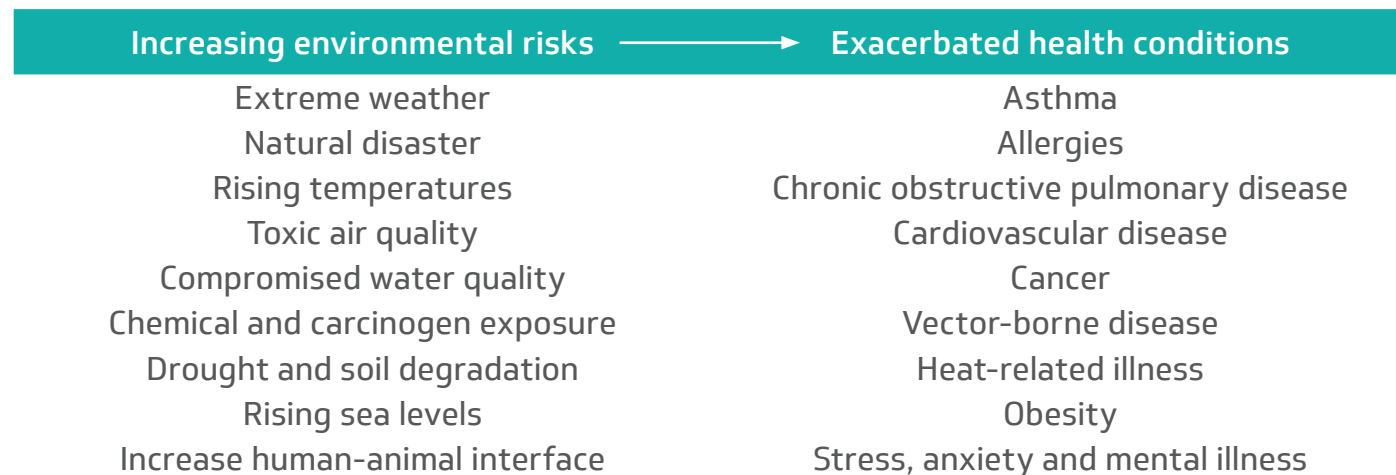 Increasing environmental risks → Exacerbated health conditions
Extreme weather Asthma
Natural disaster Allergies
Rising temperatures Chronic obstructive pulmonary disease
Toxic air quality Cardiovascular disease
Compromised water quality Cancer
Chemical and carcinogen exposure Vector-borne disease
Drought and soil degradation Heat-related illness
Rising sea levels Obesity
Increase human-animal interface Stress, anxiety and mental illness